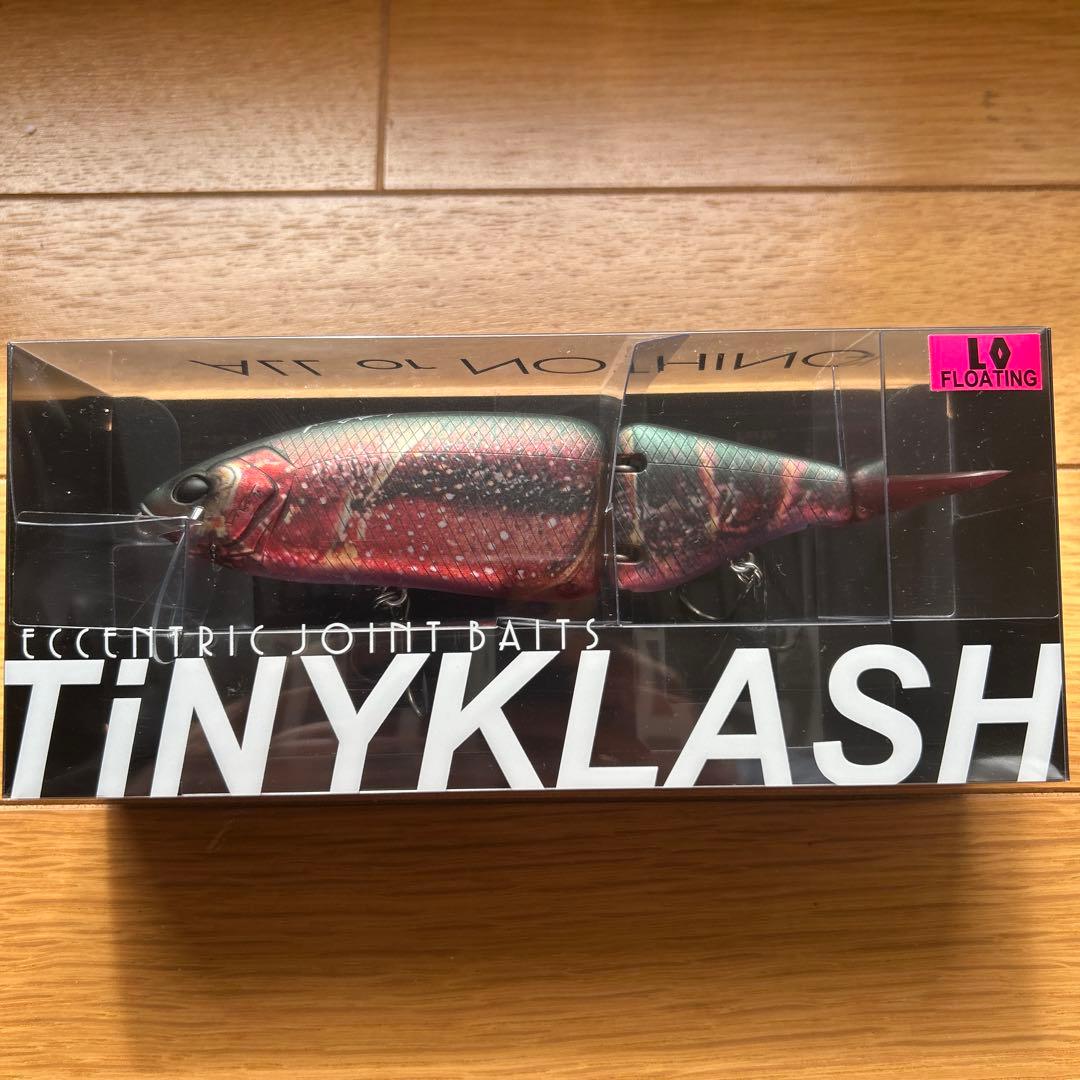 ALL or NOTHING
LO
FLOATING
ECCENTRIC JOINT BAITS
TiNYKLASH